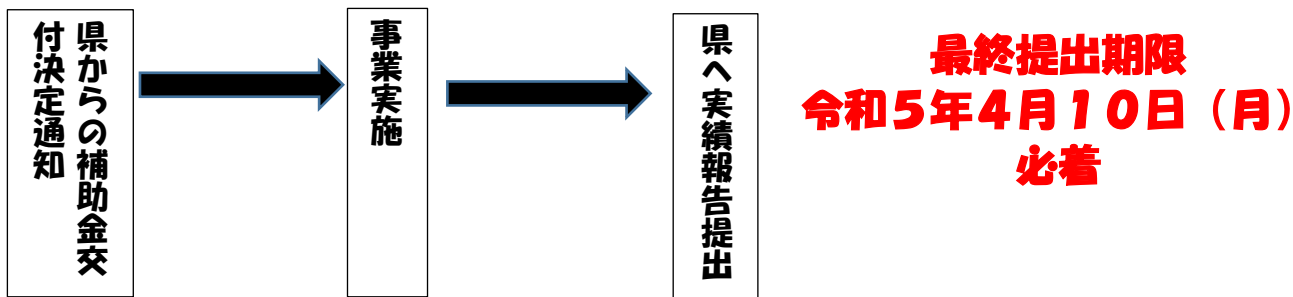 県からの補助金交
付決定通知
事業実施
県へ実績報告提出
最終提出期限
令和5年4月10日（月）
必着